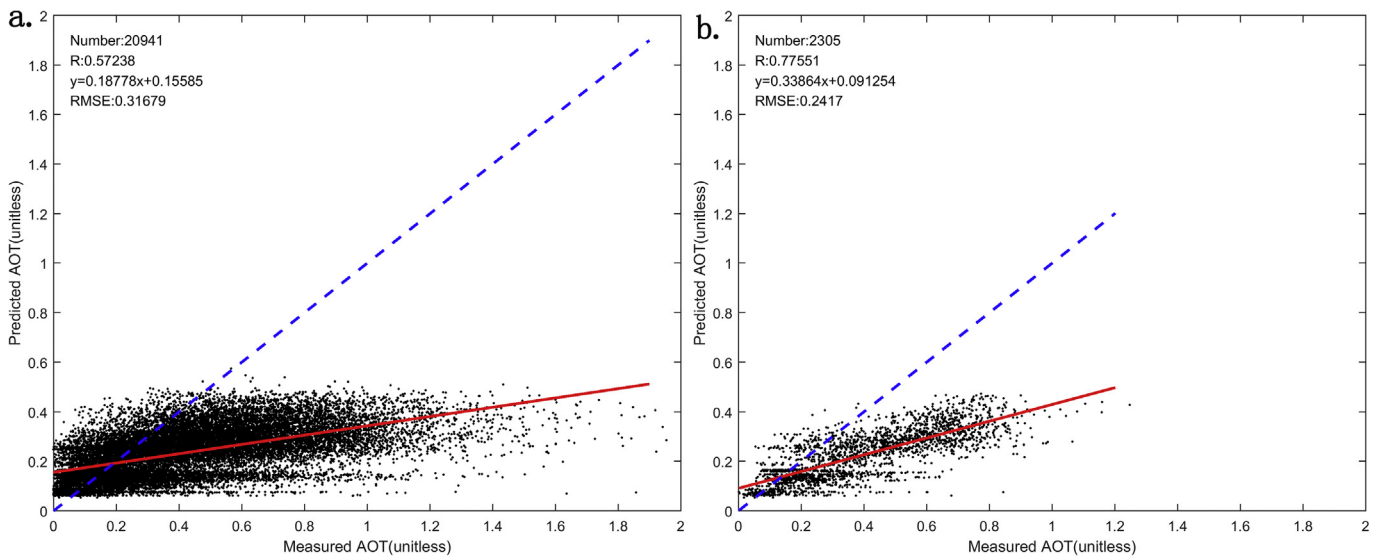 a.
Number:20941
R:0.57238
y=0.18778x+0.15585
RMSE:0.31679
2
1.8
1.6
1.4
1.2
1
0.8
0.6
0.4
0.2
0
Predicted AOT(unitless)
0 0.2 0.4 0.6 0.8 1 1.2 1.4 1.6 1.8 2
Measured AOT(unitless)
b.
Number:2305
R:0.77551
y=0.33864x+0.091254
RMSE:0.2417
2
1.8
1.6
1.4
1.2
1
0.8
0.6
0.4
0.2
0
Predicted AOT(unitless)
0 0.2 0.4 0.6 0.8 1 1.2 1.4 1.6 1.8 2
Measured AOT(unitless)